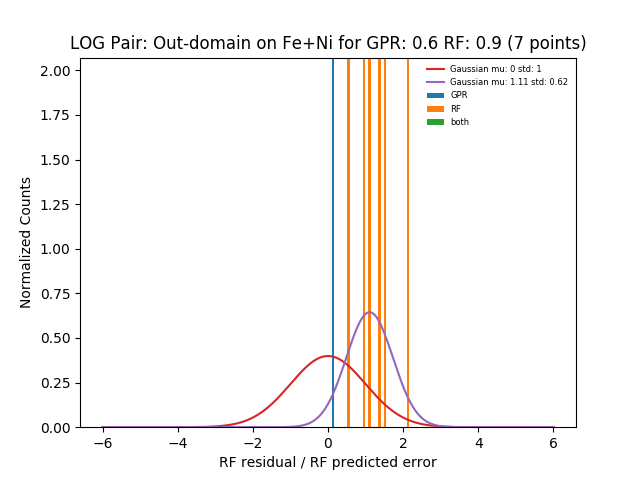 LOG Pair: Out-domain on Fe+Ni for GPR: 0.6 RF: 0.9 (7 points)
2.00
1.75
1.50
1.25
1.00
0.75
0.50
0.25
0.00
Normalized Counts
Gaussian mu: 0 std: 1
Gaussian mu: 1.11 std: 0.62
GPR
RF
both
−6 −4 −2 0 2 4 6
RF residual / RF predicted error